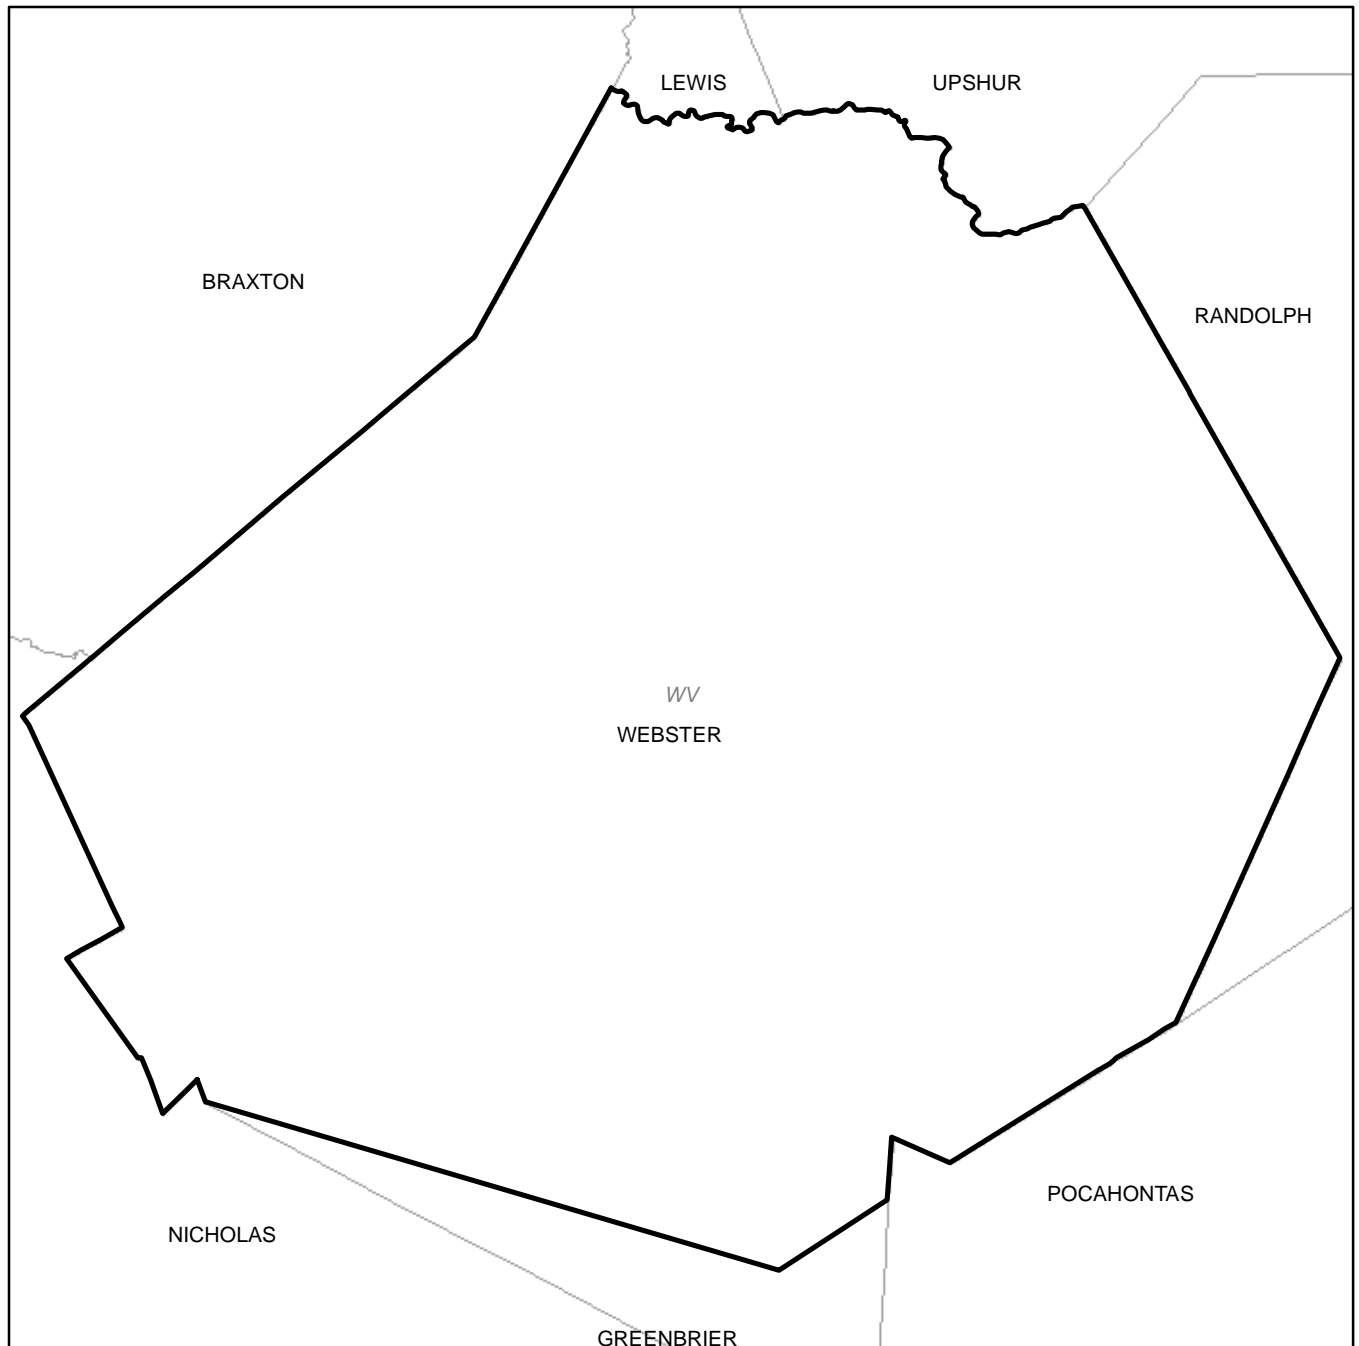 LEWIS
UPSHUR
BRAXTON
RANDOLPH
WV
WEBSTER
POCAHONTAS
NICHOLAS
GREENBRIER